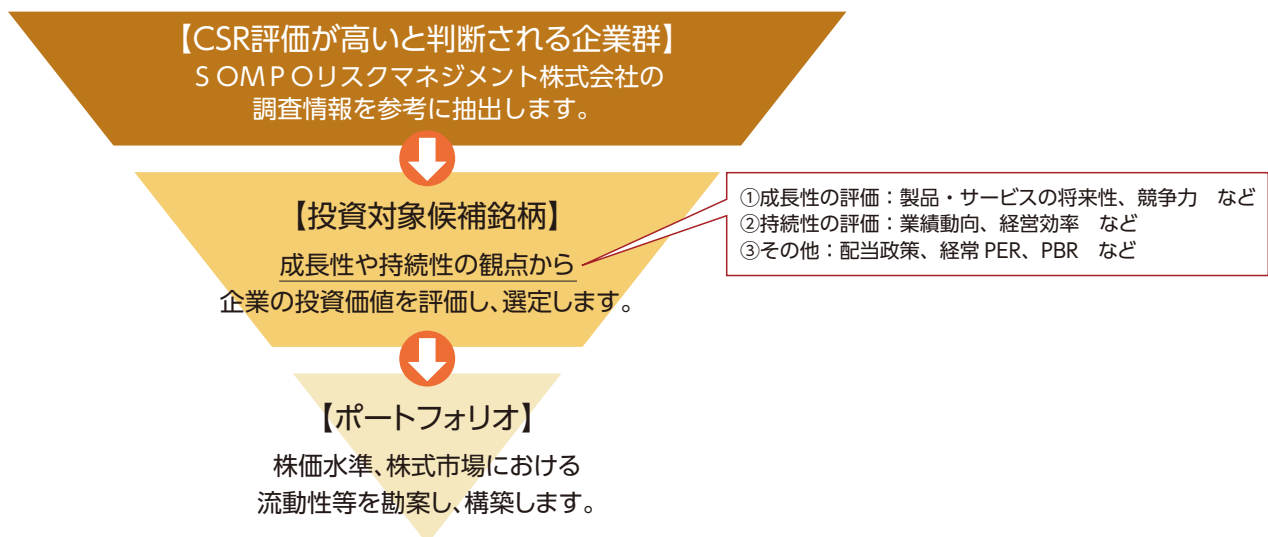 【CSR評価が高いと判断される企業群】
ＳＯＭＰＯリスクマネジメント株式会社の
調査情報を参考に抽出します。
【投資対象候補銘柄】
成長性や持続性の観点から
企業の投資価値を評価し、選定します。
①成長性の評価：製品・サービスの将来性、競争力　など
②持続性の評価：業績動向、経営効率　など
③その他：配当政策、経常 PER、PBR　など
【ポートフォリオ】
株価水準、株式市場における
流動性等を勘案し、構築します。